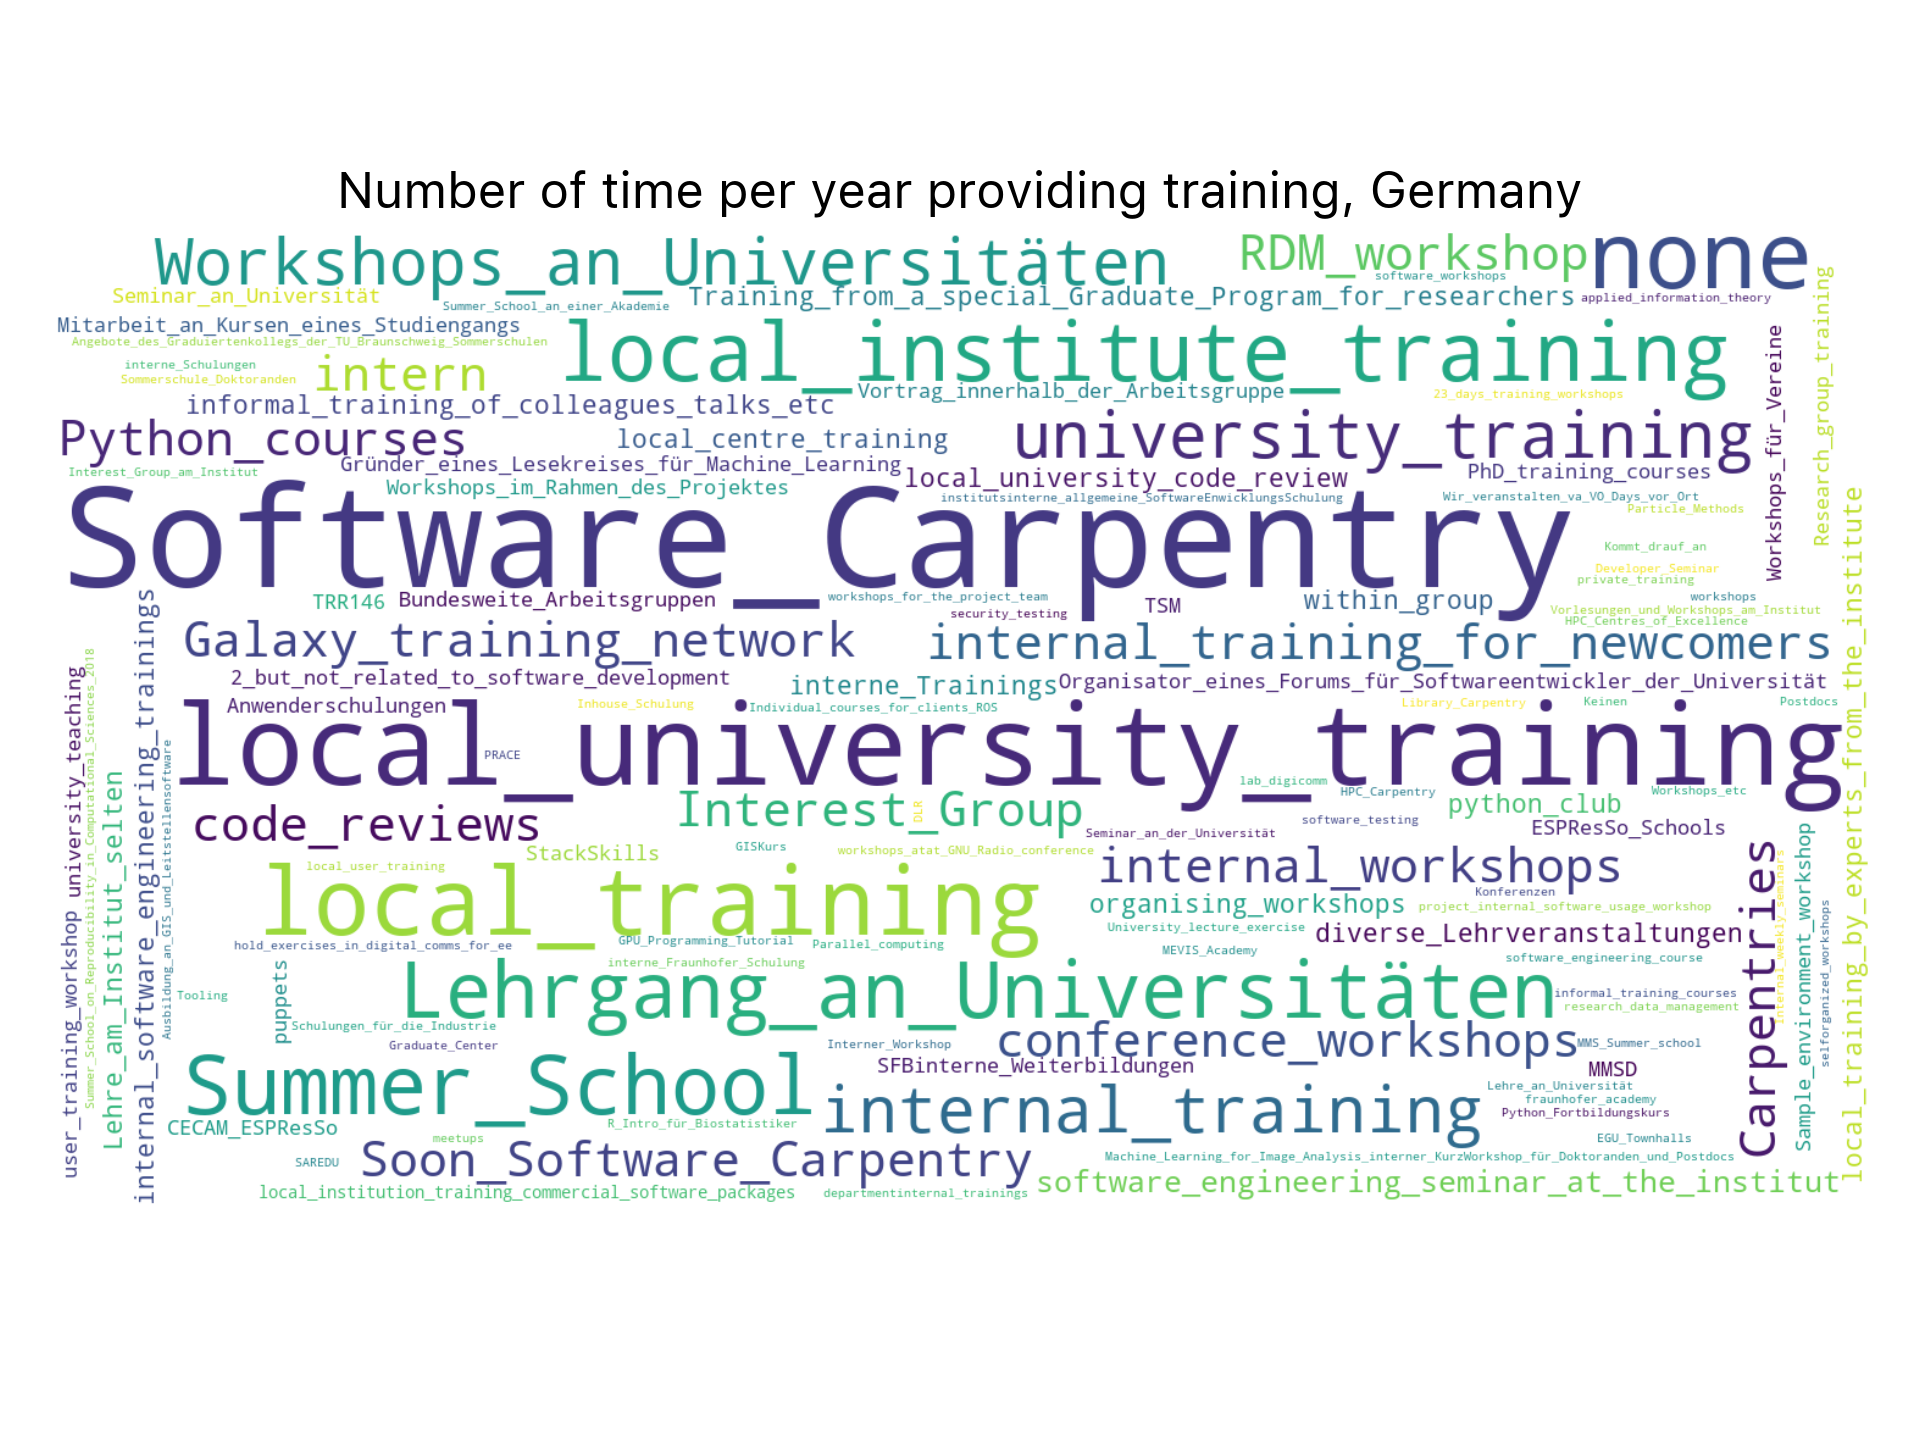 Number of time per year providing training, Germany
Workshops_an_Universitäten
RDM_workshop
none
software_workshops
Seminar_an_Universität
Summer_School_an_einer_Akademie
Training_from_a_special_Graduate_Program_for_researchers
applied_information_theory
Mitarbeit_an_Kursen_eines_Studiengangs
Angebote_des_Graduiertenkollegs_der_TU_Braunschweig_Sommerschulen
local_institute_training
interne_Schulungen
Sommerschule_Doktoranden
intern
Vortrag_innerhalb_der_Arbeitsgruppe
23_days_training_workshops
Workshops_für_Vereine
Research_group_training
informal_training_of_colleagues_talks_etc
Python_courses
local_centre_training
university_training
Interest_Group_am_Institut
Gründer_eines_Lesekreises_für_Machine_Learning
local_university_code_review
PhD_training_courses
Workshops_im_Rahmen_des_Projektes
institutsinterne_allgemeine_SoftwareEnwicklungsSchulung
Wir_veranstalten_va_VO_Days_vor_Ort
Particle_Methods
Software_Carpentry
Kommt_drauf_an
Developer_Seminar
private_training
TRR146
Bundesweite_Arbeitsgruppen
workshops_for_the_project_team
security_testing
TSM
within_group
workshops
Vorlesungen_und_Workshops_am_Institut
HPC_Centres_of_Excellence
Galaxy_training_network
internal_training_for_newcomers
2_but_not_related_to_software_development
interne_Trainings
Organisator_eines_Forums_für_Softwareentwickler_der_Universität
Anwenderschulungen
Inhouse_Schulung
Individual_courses_for_clients_ROS
Library_Carpentry
Keinen
Postdocs
local_university_training
PRACE
lab_digicomm
HPC_Carpentry
Workshops_etc
code_reviews
Interest_Group
DLR
python_club
software_testing
Seminar_an_der_Universität
ESPResSo_Schools
StackSkills
GISKurs
workshops_atat_GNU_Radio_conference
local_user_training
local_training
internal_workshops
Konferenzen
organising_workshops
project_internal_software_usage_workshop
University_lecture_exercise
diverse_Lehrveranstaltungen
hold_exercises_in_digital_comms_for_ee
GPU_Programming_Tutorial
Parallel_computing
MEVIS_Academy
software_engineering_course
interne_Fraunhofer_Schulung
Lehrgang_an_Universitäten
puppets
Tooling
informal_training_courses
research_data_management
Schulungen_für_die_Industrie
Graduate_Center
Interner_Workshop
conference_workshops
MMS_Summer_school
Summer_School
SFBinterne_Weiterbildungen
MMSD
internal_training
Lehre_an_Universität
fraunhofer_academy
Python_Fortbildungskurs
CECAM_ESPResSo
R_Intro_für_Biostatistiker
meetups
EGU_Townhalls
SAREDU
Soon_Software_Carpentry
Machine_Learning_for_Image_Analysis_interner_KurzWorkshop_für_Doktoranden_und_Postdocs
local_institution_training_commercial_software_packages
departmentinternal_trainings
software_engineering_seminar_at_the_institut
user_training_workshop
university_teaching
Summer_School_on_Reproducibility_in_Computational_Sciences_2018
Lehre_am_Institut_selten
internal_software_engineering_trainings
Ausbildung_an_GIS_und_Leitstellensoftware
Carpentries
internal_weekly_seminars
Sample_environment_workshop
selforganized_workshops
local_training_by_experts_from_the_institute